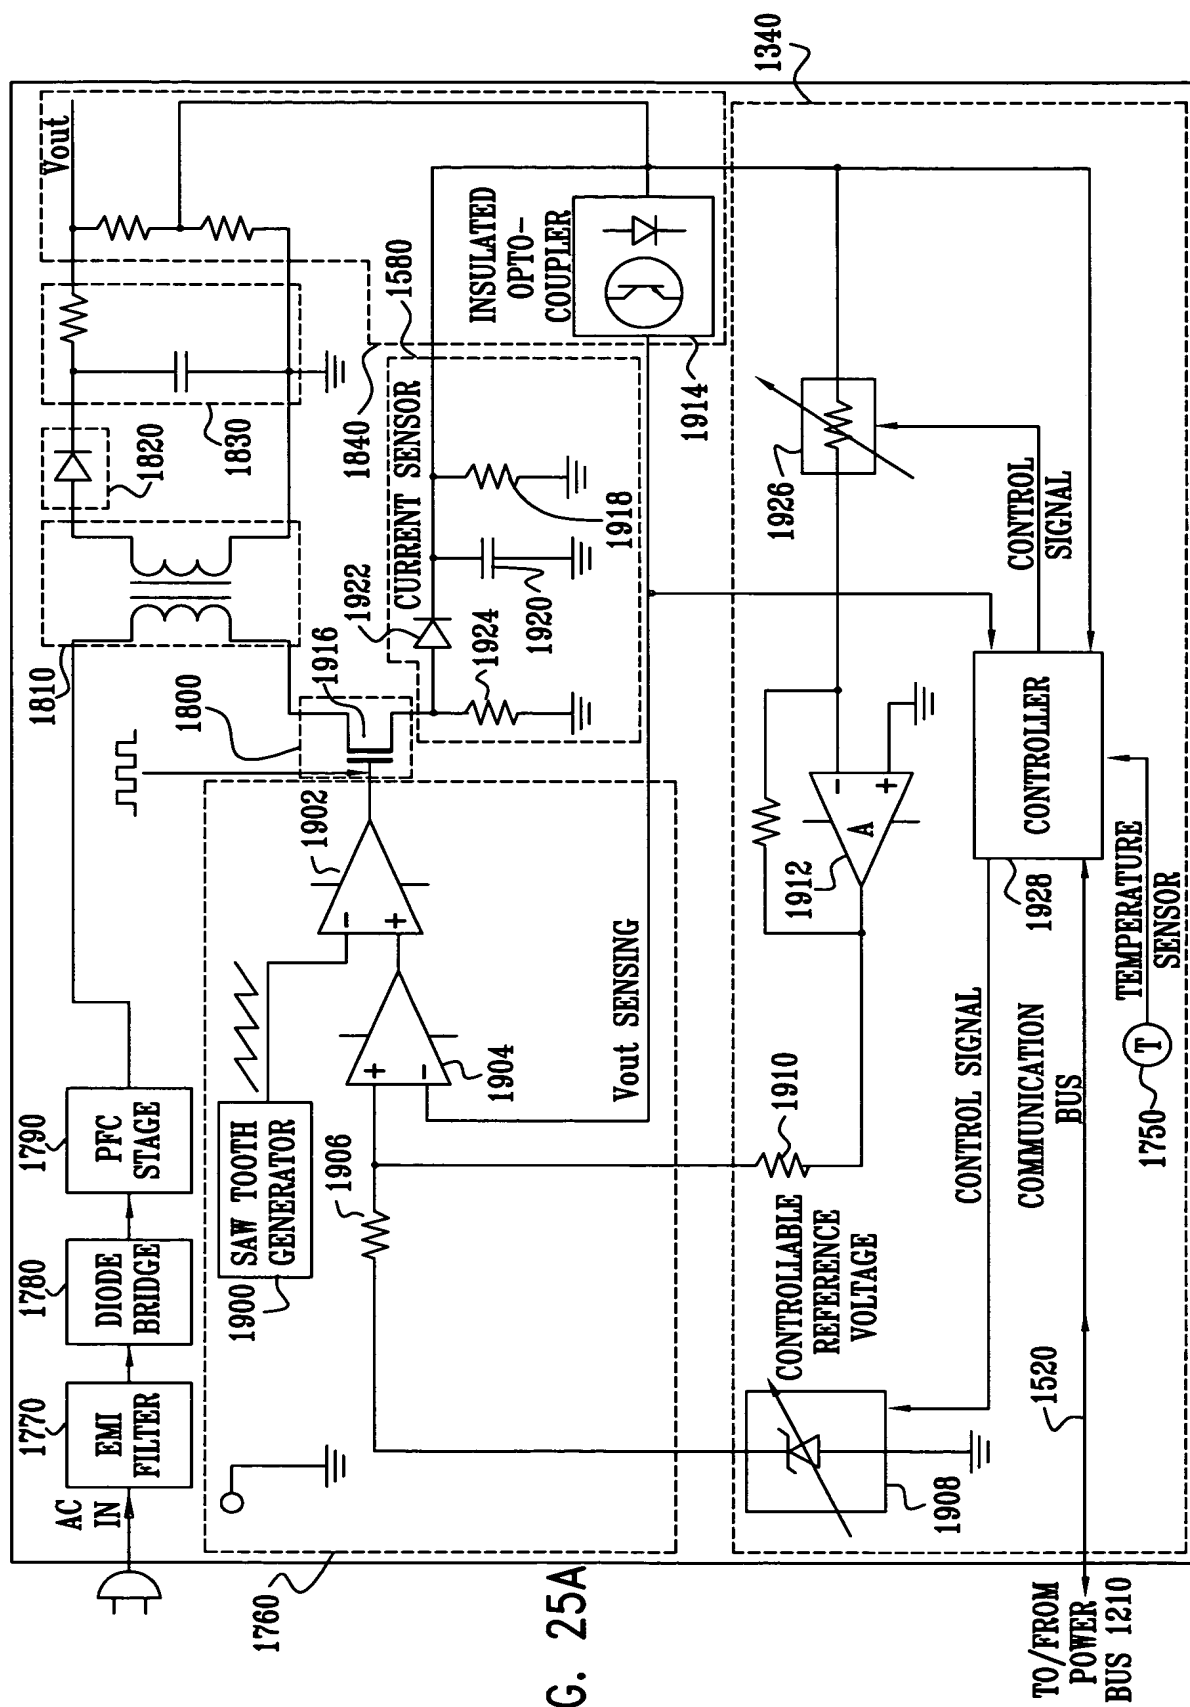 AC
IN
1770
EMI
FILTER
1780
DIODE
BRIDGE
1790
PFC
STAGE
1810
1820
1830
Vout
1840
1580
1800
1916
1922
CURRENT SENSOR
1924
1920
1918
INSULATED
OPTO-
COUPLER
1914
1760
1900
SAW TOOTH
GENERATOR
1902
-
+
1904
+
-
1906
Vout SENSING
1340
1908
CONTROLLABLE
REFERENCE
VOLTAGE
1910
1912
A
-
+
1926
CONTROL
SIGNAL
CONTROL SIGNAL
1928
CONTROLLER
COMMUNICATION
BUS
1520
TEMPERATURE
SENSOR
T
1750
TO/FROM
POWER
BUS 1210
G. 25A